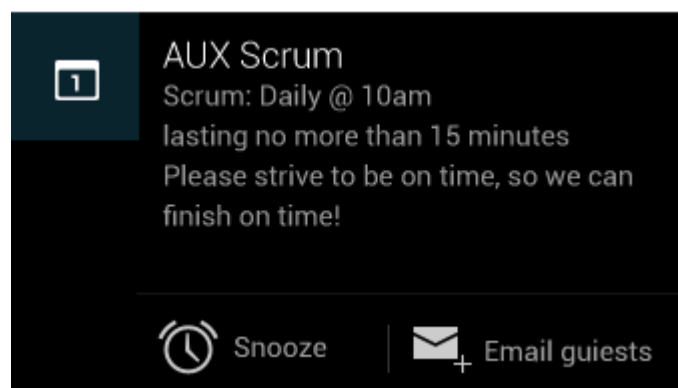 1
AUX Scrum
Scrum: Daily @ 10am
lasting no more than 15 minutes
Please strive to be on time, so we can
finish on time!
Snooze
Email guiests